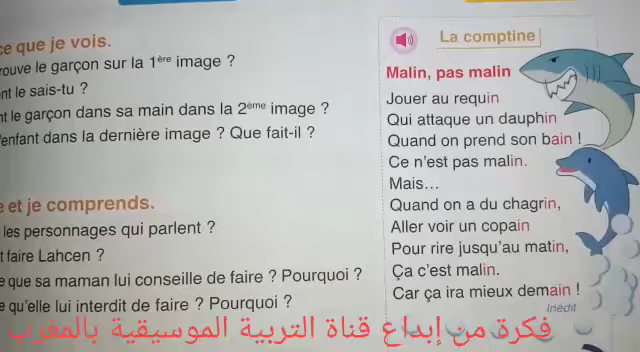 ce que je vois.
rouve le garçon sur la 1ère image ?
nt le sais-tu ?
nt le garçon dans sa main dans la 2ème image ?
'enfant dans la dernière image ? Que fait-il ?
e et je comprends.
les personnages qui parlent ?
t faire Lahcen ?
e que sa maman lui conseille de faire ? Pourquoi ?
e qu'elle lui interdit de faire ? Pourquoi ?
La comptine
Malin, pas malin
Jouer au requin
Qui attaque un dauphin
Quand on prend son bain !
Ce n'est pas malin.
Mais...
Quand on a du chagrin,
Aller voir un copain
Pour rire jusqu'au matin,
Ça c'est malin.
Car ça ira mieux demain !
Inédit
فكرة من إبداع قناة التربية الموسيقية بالمغرب